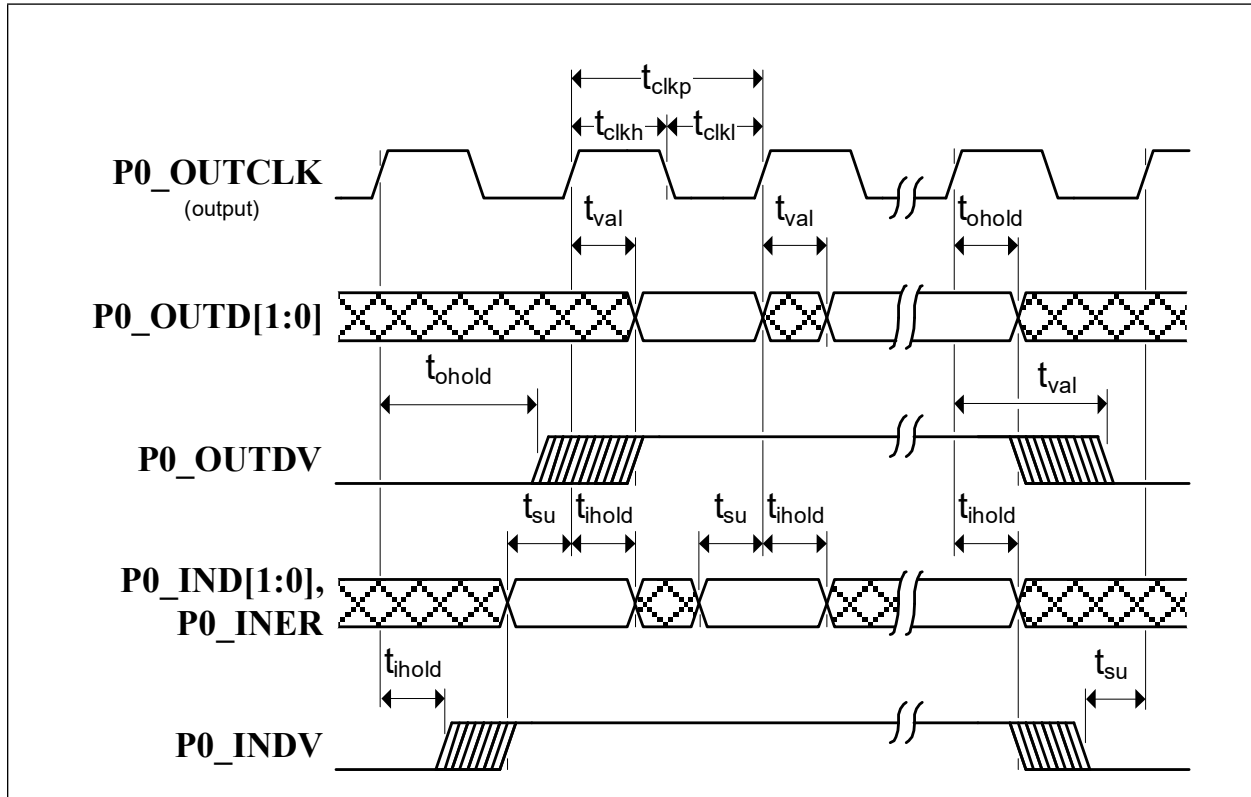 tclkp
tclkh tclkl
P0_OUTCLK
(output)
tval tval tohold
P0_OUTD[1:0]
tohold tval
P0_OUTDV
tsu tihold tsu tihold tihold
P0_IND[1:0],
P0_INER
tihold tsu
P0_INDV